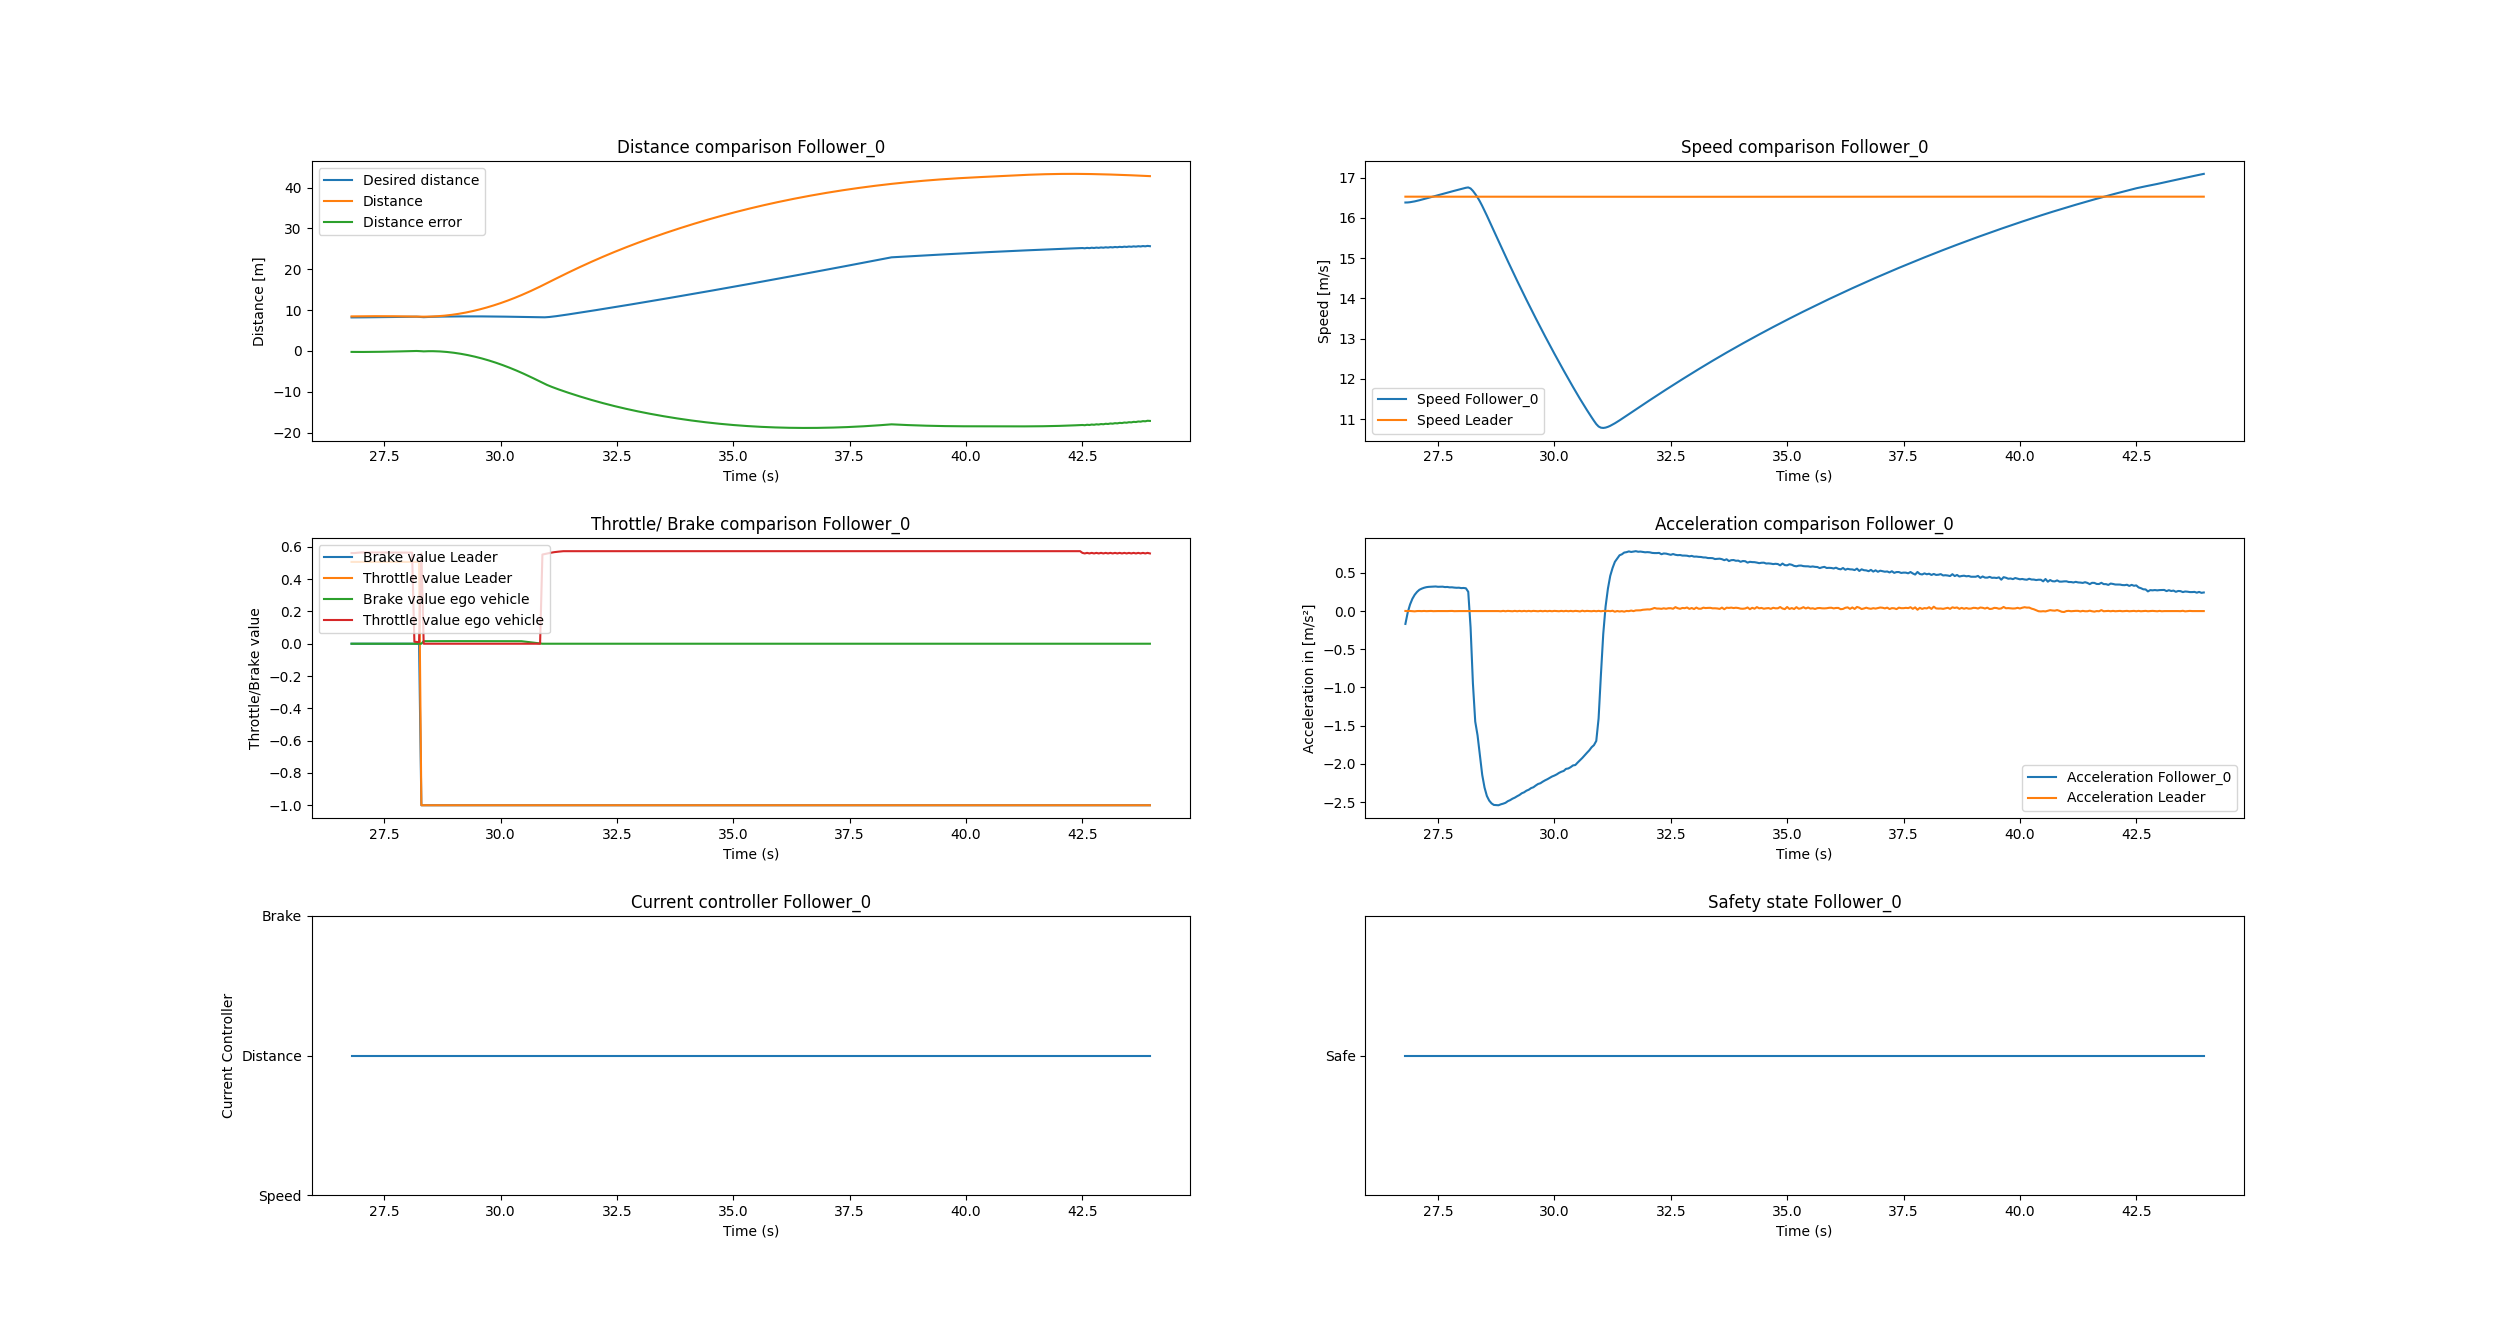 Distance comparison Follower_0
Distance [m]
40
30
20
10
0
−10
−20
Desired distance
Distance
Distance error
27.5 30.0 32.5 35.0 37.5 40.0 42.5
Time (s)
Speed comparison Follower_0
Speed [m/s]
17
16
15
14
13
12
11
Speed Follower_0
Speed Leader
27.5 30.0 32.5 35.0 37.5 40.0 42.5
Time (s)
Throttle/ Brake comparison Follower_0
Throttle/Brake value
0.6
0.4
0.2
0.0
−0.2
−0.4
−0.6
−0.8
−1.0
Brake value Leader
Throttle value Leader
Brake value ego vehicle
Throttle value ego vehicle
27.5 30.0 32.5 35.0 37.5 40.0 42.5
Time (s)
Acceleration comparison Follower_0
Acceleration in [m/s²]
0.5
0.0
−0.5
−1.0
−1.5
−2.0
−2.5
Acceleration Follower_0
Acceleration Leader
27.5 30.0 32.5 35.0 37.5 40.0 42.5
Time (s)
Current controller Follower_0
Current Controller
Brake
Distance
Speed
27.5 30.0 32.5 35.0 37.5 40.0 42.5
Time (s)
Safety state Follower_0
Safe
27.5 30.0 32.5 35.0 37.5 40.0 42.5
Time (s)